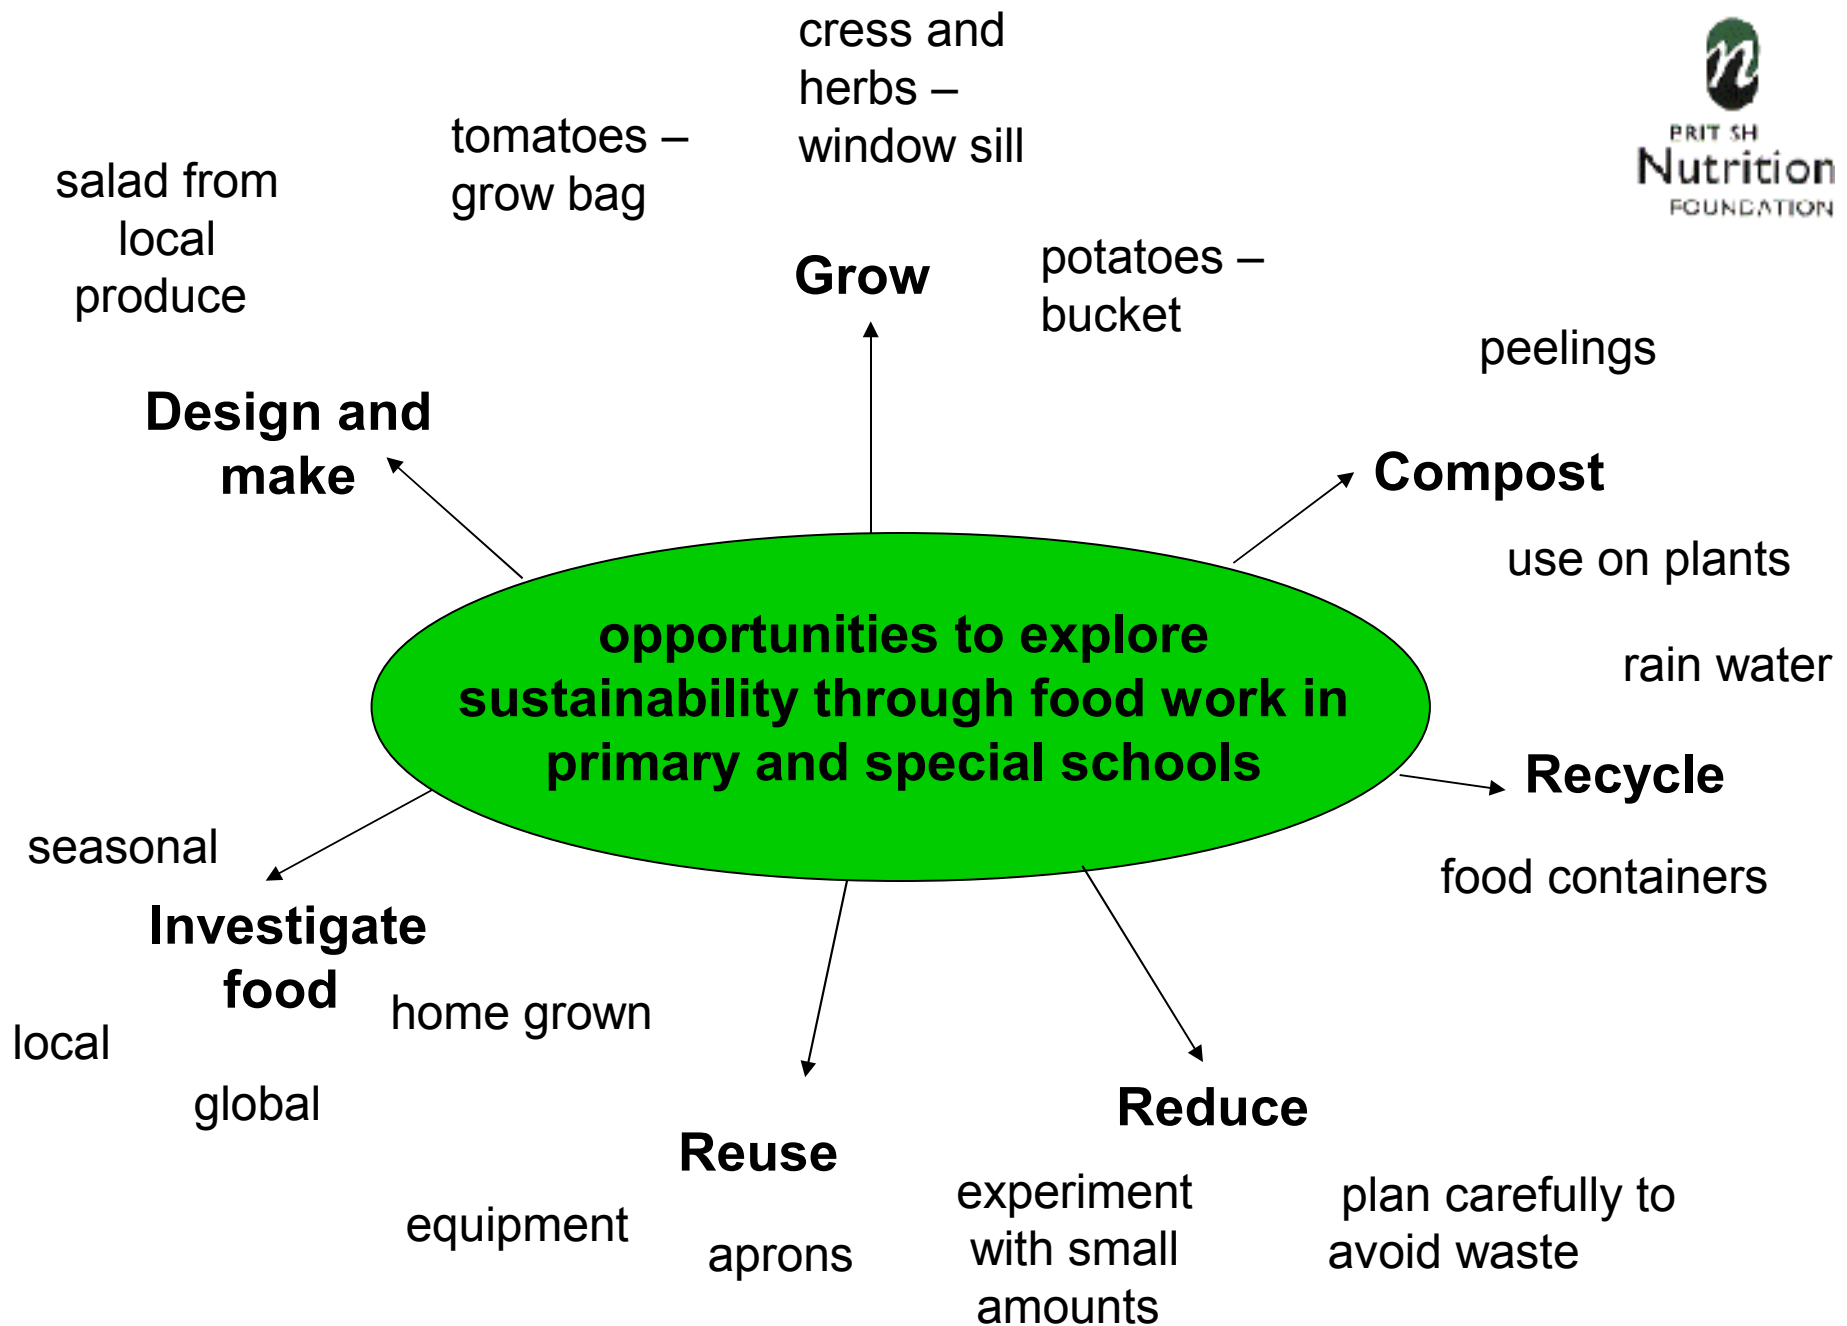 cress and
herbs –
window sill
PRIT SH
Nutrition
FOUNDATION
tomatoes –
grow bag
salad from
local
produce
Grow
potatoes –
bucket
peelings
Design and
make
Compost
use on plants
opportunities to explore
sustainability through food work in
primary and special schools
rain water
Recycle
food containers
seasonal
Investigate
food
home grown
local
global
Reuse
equipment
aprons
Reduce
experiment
with small
amounts
plan carefully to
avoid waste